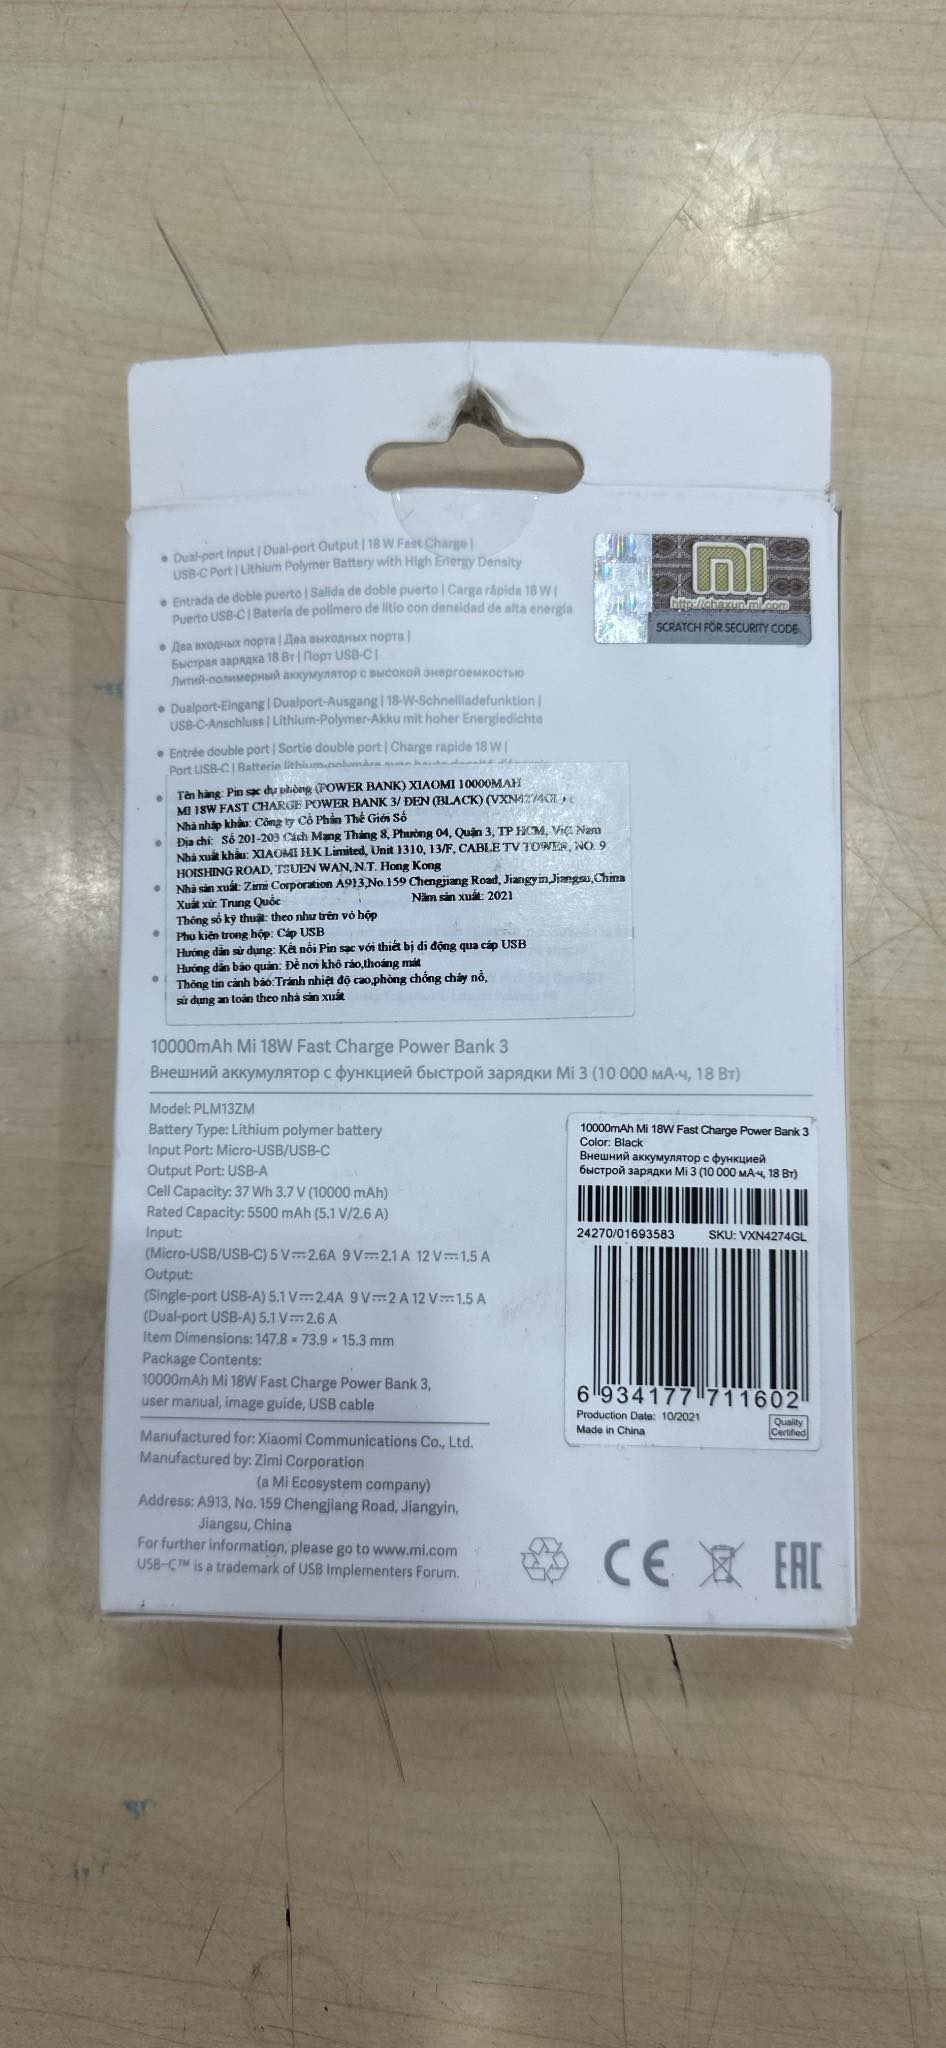 Dual-port Input | Dual-port Output | 18 W Fast Charge |
USB-C Port | Lithium Polymer Battery with High Energy Density
Entrada de doble puerto | Salida de doble puerto | Carga rápida 18 W |
Puerto USB-C | Batería de polímero de litio con densidad de alta energía
Два входных порта | Два выходных порта |
Быстрая зарядка 18 Вт | Порт USB-C |
Литий-полимерный аккумулятор с высокой энергоемкостью
Dualport-Eingang | Dualport-Ausgang | 18-W-Schnellladefunktion |
USB-C-Anschluss | Lithium-Polymer-Akku mit hoher Energiedichte
Entrée double port | Sortie double port | Charge rapide 18 W |
Port USB-C | Batterie lithium-polymère avec haute densité
mi
http://chaxun.mi.com
SCRATCH FOR SECURITY CODE
Tên hàng: Pin sạc dự phòng (POWER BANK) XIAOMI 10000MAH
MI 18W FAST CHARGE POWER BANK 3/ ĐEN (BLACK) (VXN4274GL)
Nhà nhập khẩu: Công ty Cổ Phần Thế Giới Số
Địa chỉ: Số 201-203 Cách Mạng Tháng 8, Phường 04, Quận 3, TP HCM, Việt Nam
Nhà xuất khẩu: XIAOMI H.K Limited, Unit 1310, 13/F, CABLE TV TOWER, NO. 9
HOISHING ROAD, TSUEN WAN, N.T. Hong Kong
Nhà sản xuất: Zimi Corporation A913,No.159 Chengjiang Road, Jiangyin,Jiangsu,China
Xuất xứ: Trung Quốc Năm sản xuất: 2021
Thông số kỹ thuật: theo như trên vỏ hộp
Phụ kiện trong hộp: Cáp USB
Hướng dẫn sử dụng: Kết nối Pin sạc với thiết bị di động qua cáp USB
Hướng dẫn bảo quản: Để nơi khô ráo,thoáng mát
Thông tin cảnh báo:Tránh nhiệt độ cao,phòng chống cháy nổ,
sử dụng an toàn theo nhà sản xuất
10000mAh Mi 18W Fast Charge Power Bank 3
Внешний аккумулятор с функцией быстрой зарядки Mi 3 (10 000 мА·ч, 18 Вт)
Model: PLM13ZM
Battery Type: Lithium polymer battery
Input Port: Micro-USB/USB-C
Output Port: USB-A
Cell Capacity: 37 Wh 3.7 V (10000 mAh)
Rated Capacity: 5500 mAh (5.1 V/2.6 A)
Input:
(Micro-USB/USB-C) 5 V⎓2.6A 9 V⎓2.1 A 12 V⎓1.5 A
Output:
(Single-port USB-A) 5.1 V⎓2.4A 9 V⎓2 A 12 V⎓1.5 A
(Dual-port USB-A) 5.1 V⎓2.6 A
Item Dimensions: 147.8 × 73.9 × 15.3 mm
Package Contents:
10000mAh Mi 18W Fast Charge Power Bank 3,
user manual, image guide, USB cable
Manufactured for: Xiaomi Communications Co., Ltd.
Manufactured by: Zimi Corporation
(a Mi Ecosystem company)
Address: A913, No. 159 Chengjiang Road, Jiangyin,
Jiangsu, China
For further information, please go to www.mi.com
USB-C™ is a trademark of USB Implementers Forum.
10000mAh Mi 18W Fast Charge Power Bank 3
Color: Black
Внешний аккумулятор с функцией
быстрой зарядки Mi 3 (10 000 мА·ч, 18 Вт)
24270/01693583 SKU: VXN4274GL
6 934177 711602
Production Date: 10/2021
Made in China
Quality
Certified
CE
EAC